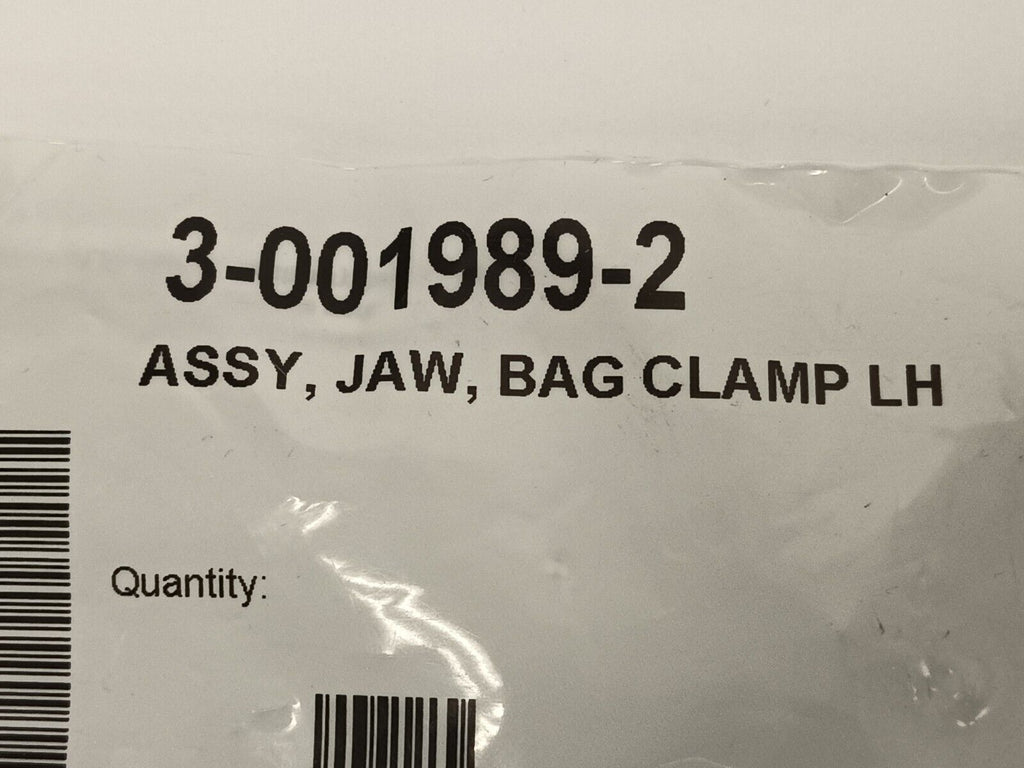 3-001989-2
ASSY, JAW, BAG CLAMP LH
Quantity: